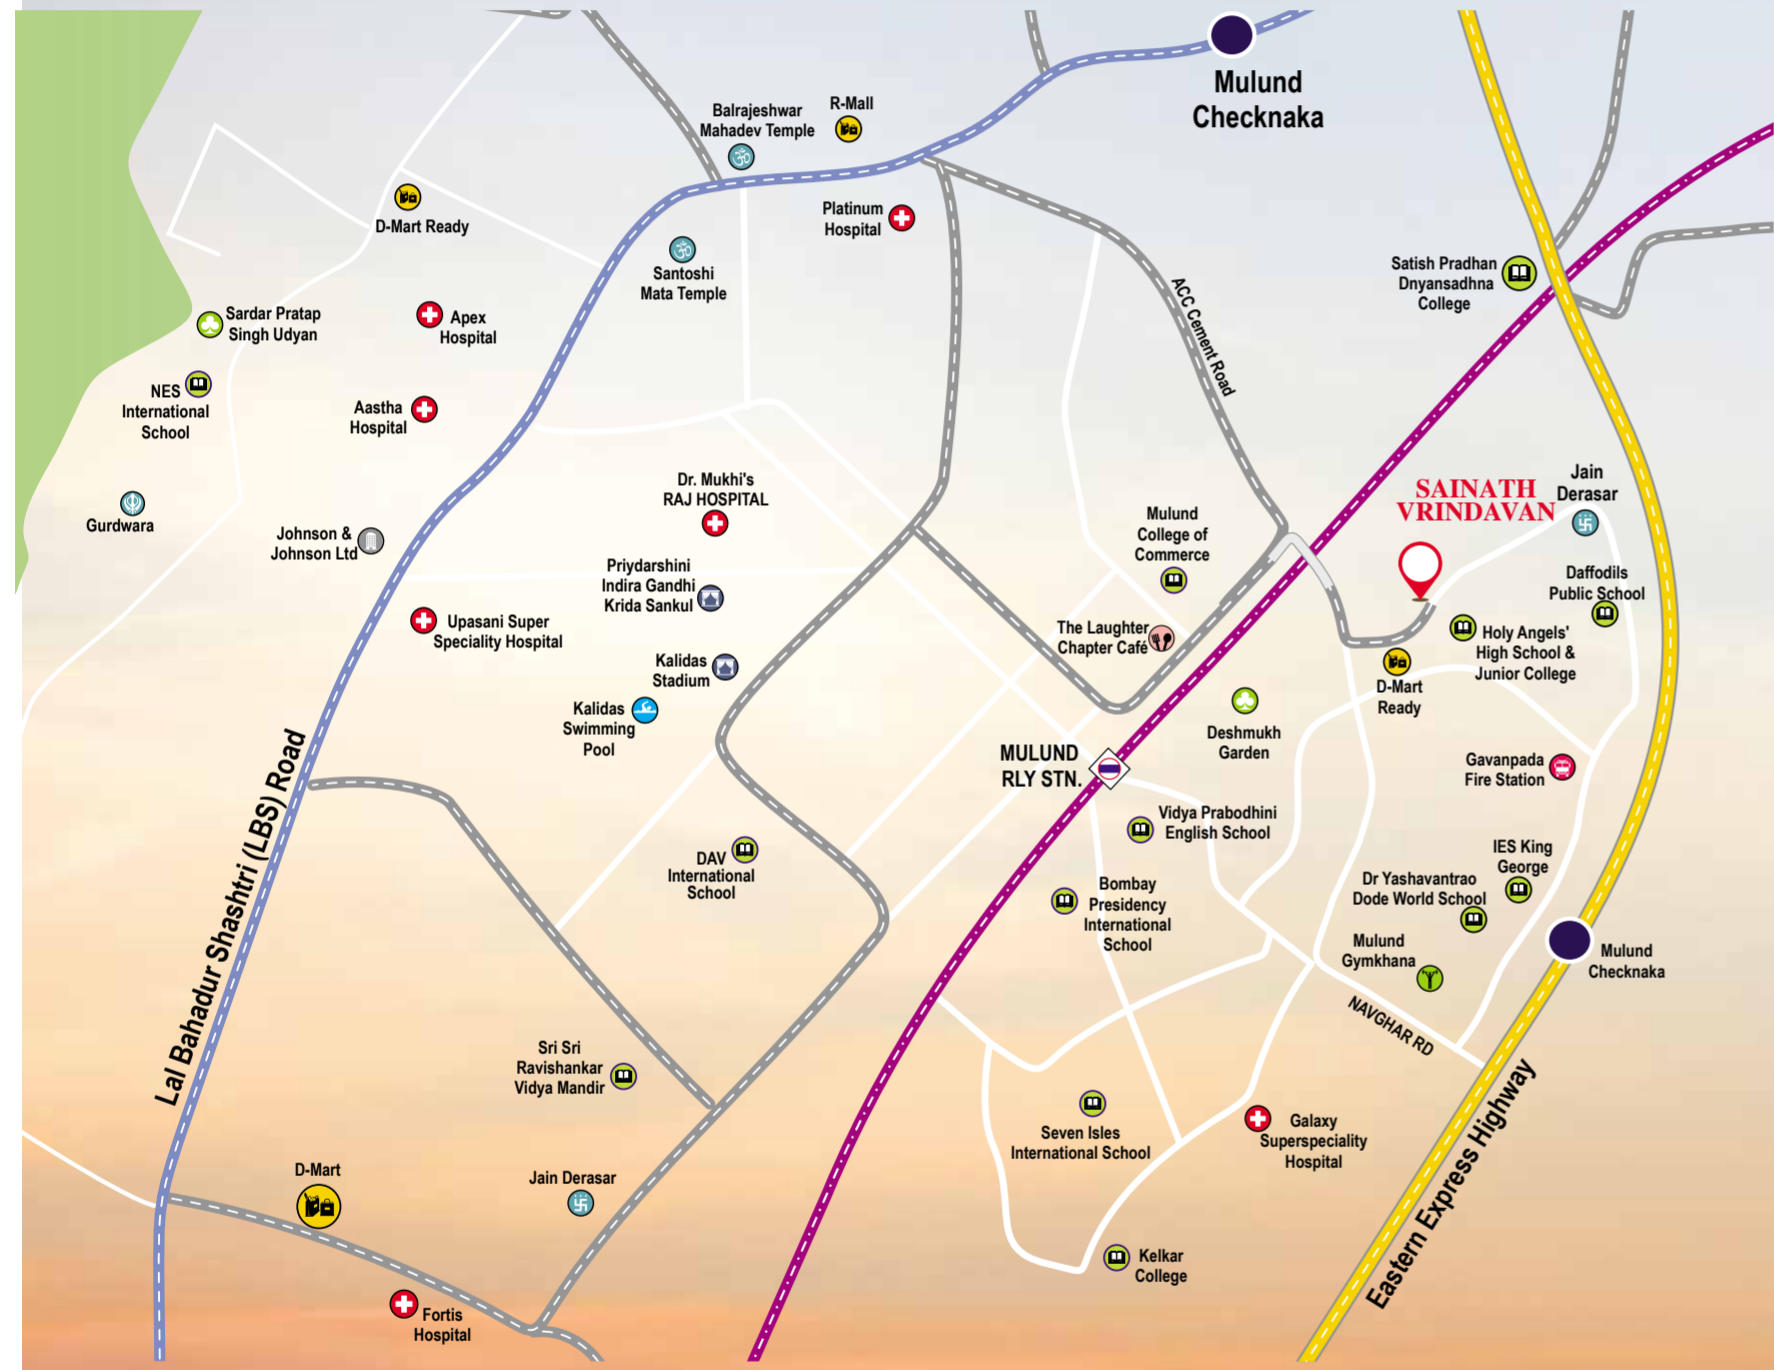 Mulund
Checknaka
Balrajeshwar
Mahadev Temple
R-Mall
D-Mart Ready
Platinum
Hospital
Santoshi
Mata Temple
Satish Pradhan
Dnyansadhna
College
ACC Cement Road
Sardar Pratap
Singh Udyan
Apex
Hospital
NES
International
School
Aastha
Hospital
Gurdwara
Johnson &
Johnson Ltd
Dr. Mukhi's
RAJ HOSPITAL
Mulund
College of
Commerce
SAINATH
VRINDAVAN
Jain
Derasar
Priydarshini
Indira Gandhi
Krida Sankul
Daffodils
Public School
Upasani Super
Speciality Hospital
The Laughter
Chapter Café
Holy Angels'
High School &
Junior College
Kalidas
Stadium
D-Mart
Ready
Kalidas
Swimming
Pool
Deshmukh
Garden
MULUND
RLY STN.
Gavanpada
Fire Station
Lal Bahadur Shashtri (LBS) Road
Vidya Prabodhini
English School
DAV
International
School
IES King
George
Dr Yashavantrao
Dode World School
Bombay
Presidency
International
School
Mulund
Gymkhana
Mulund
Checknaka
NAVGHAR RD
Sri Sri
Ravishankar
Vidya Mandir
Seven Isles
International School
Galaxy
Superspeciality
Hospital
Eastern Express Highway
D-Mart
Jain Derasar
Kelkar
College
Fortis
Hospital